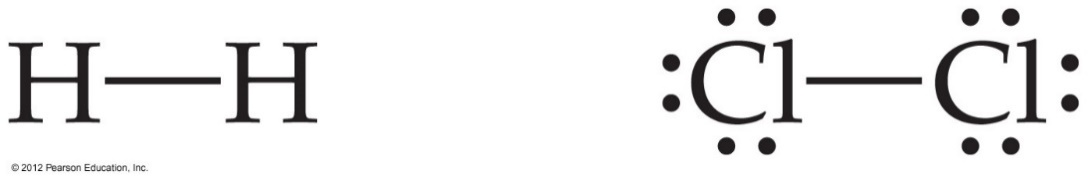 H—H
:Cl—Cl:
© 2012 Pearson Education, Inc.